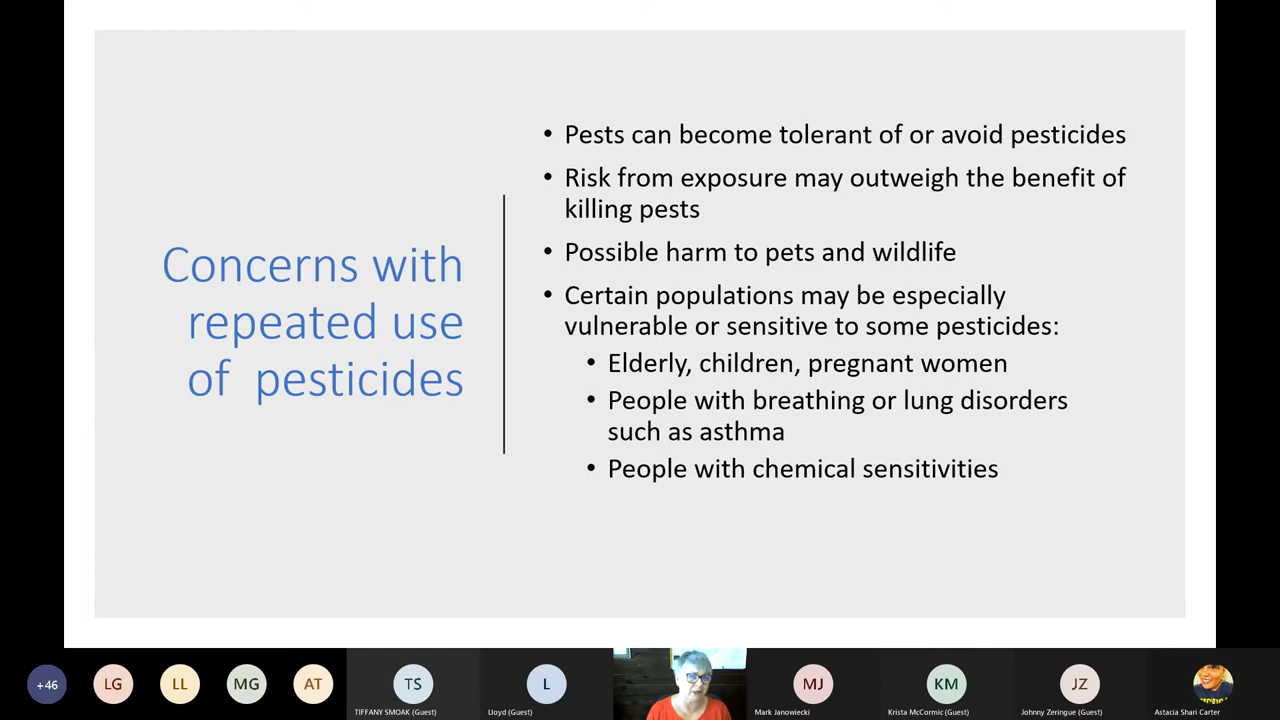 Concerns with
repeated use
of  pesticides
• Pests can become tolerant of or avoid pesticides
• Risk from exposure may outweigh the benefit of
killing pests
• Possible harm to pets and wildlife
• Certain populations may be especially
vulnerable or sensitive to some pesticides:
• Elderly, children, pregnant women
• People with breathing or lung disorders
such as asthma
• People with chemical sensitivities
+46
LG
LL
MG
AT
TS
TIFFANY SMOAK (Guest)
L
Lloyd (Guest)
MJ
Mark Janowiecki
KM
Krista McCormic (Guest)
JZ
Johnny Zeringue (Guest)
Astacia Shari Carter